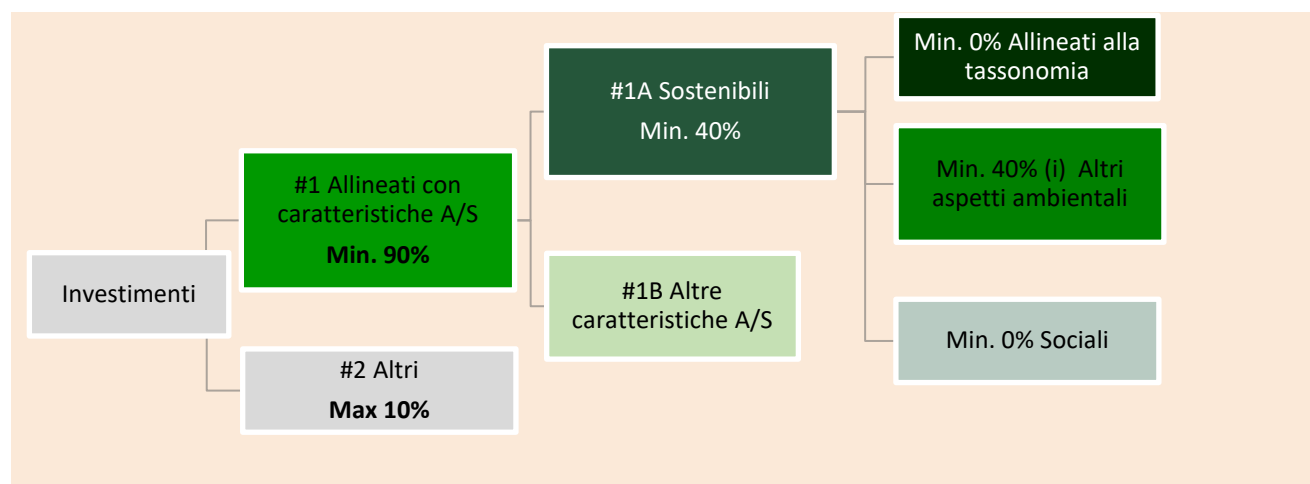 Investimenti
#1 Allineati con
caratteristiche A/S
Min. 90%
#2 Altri
Max 10%
#1A Sostenibili
Min. 40%
#1B Altre
caratteristiche A/S
Min. 0% Allineati alla
tassonomia
Min. 40% (i) Altri
aspetti ambientali
Min. 0% Sociali